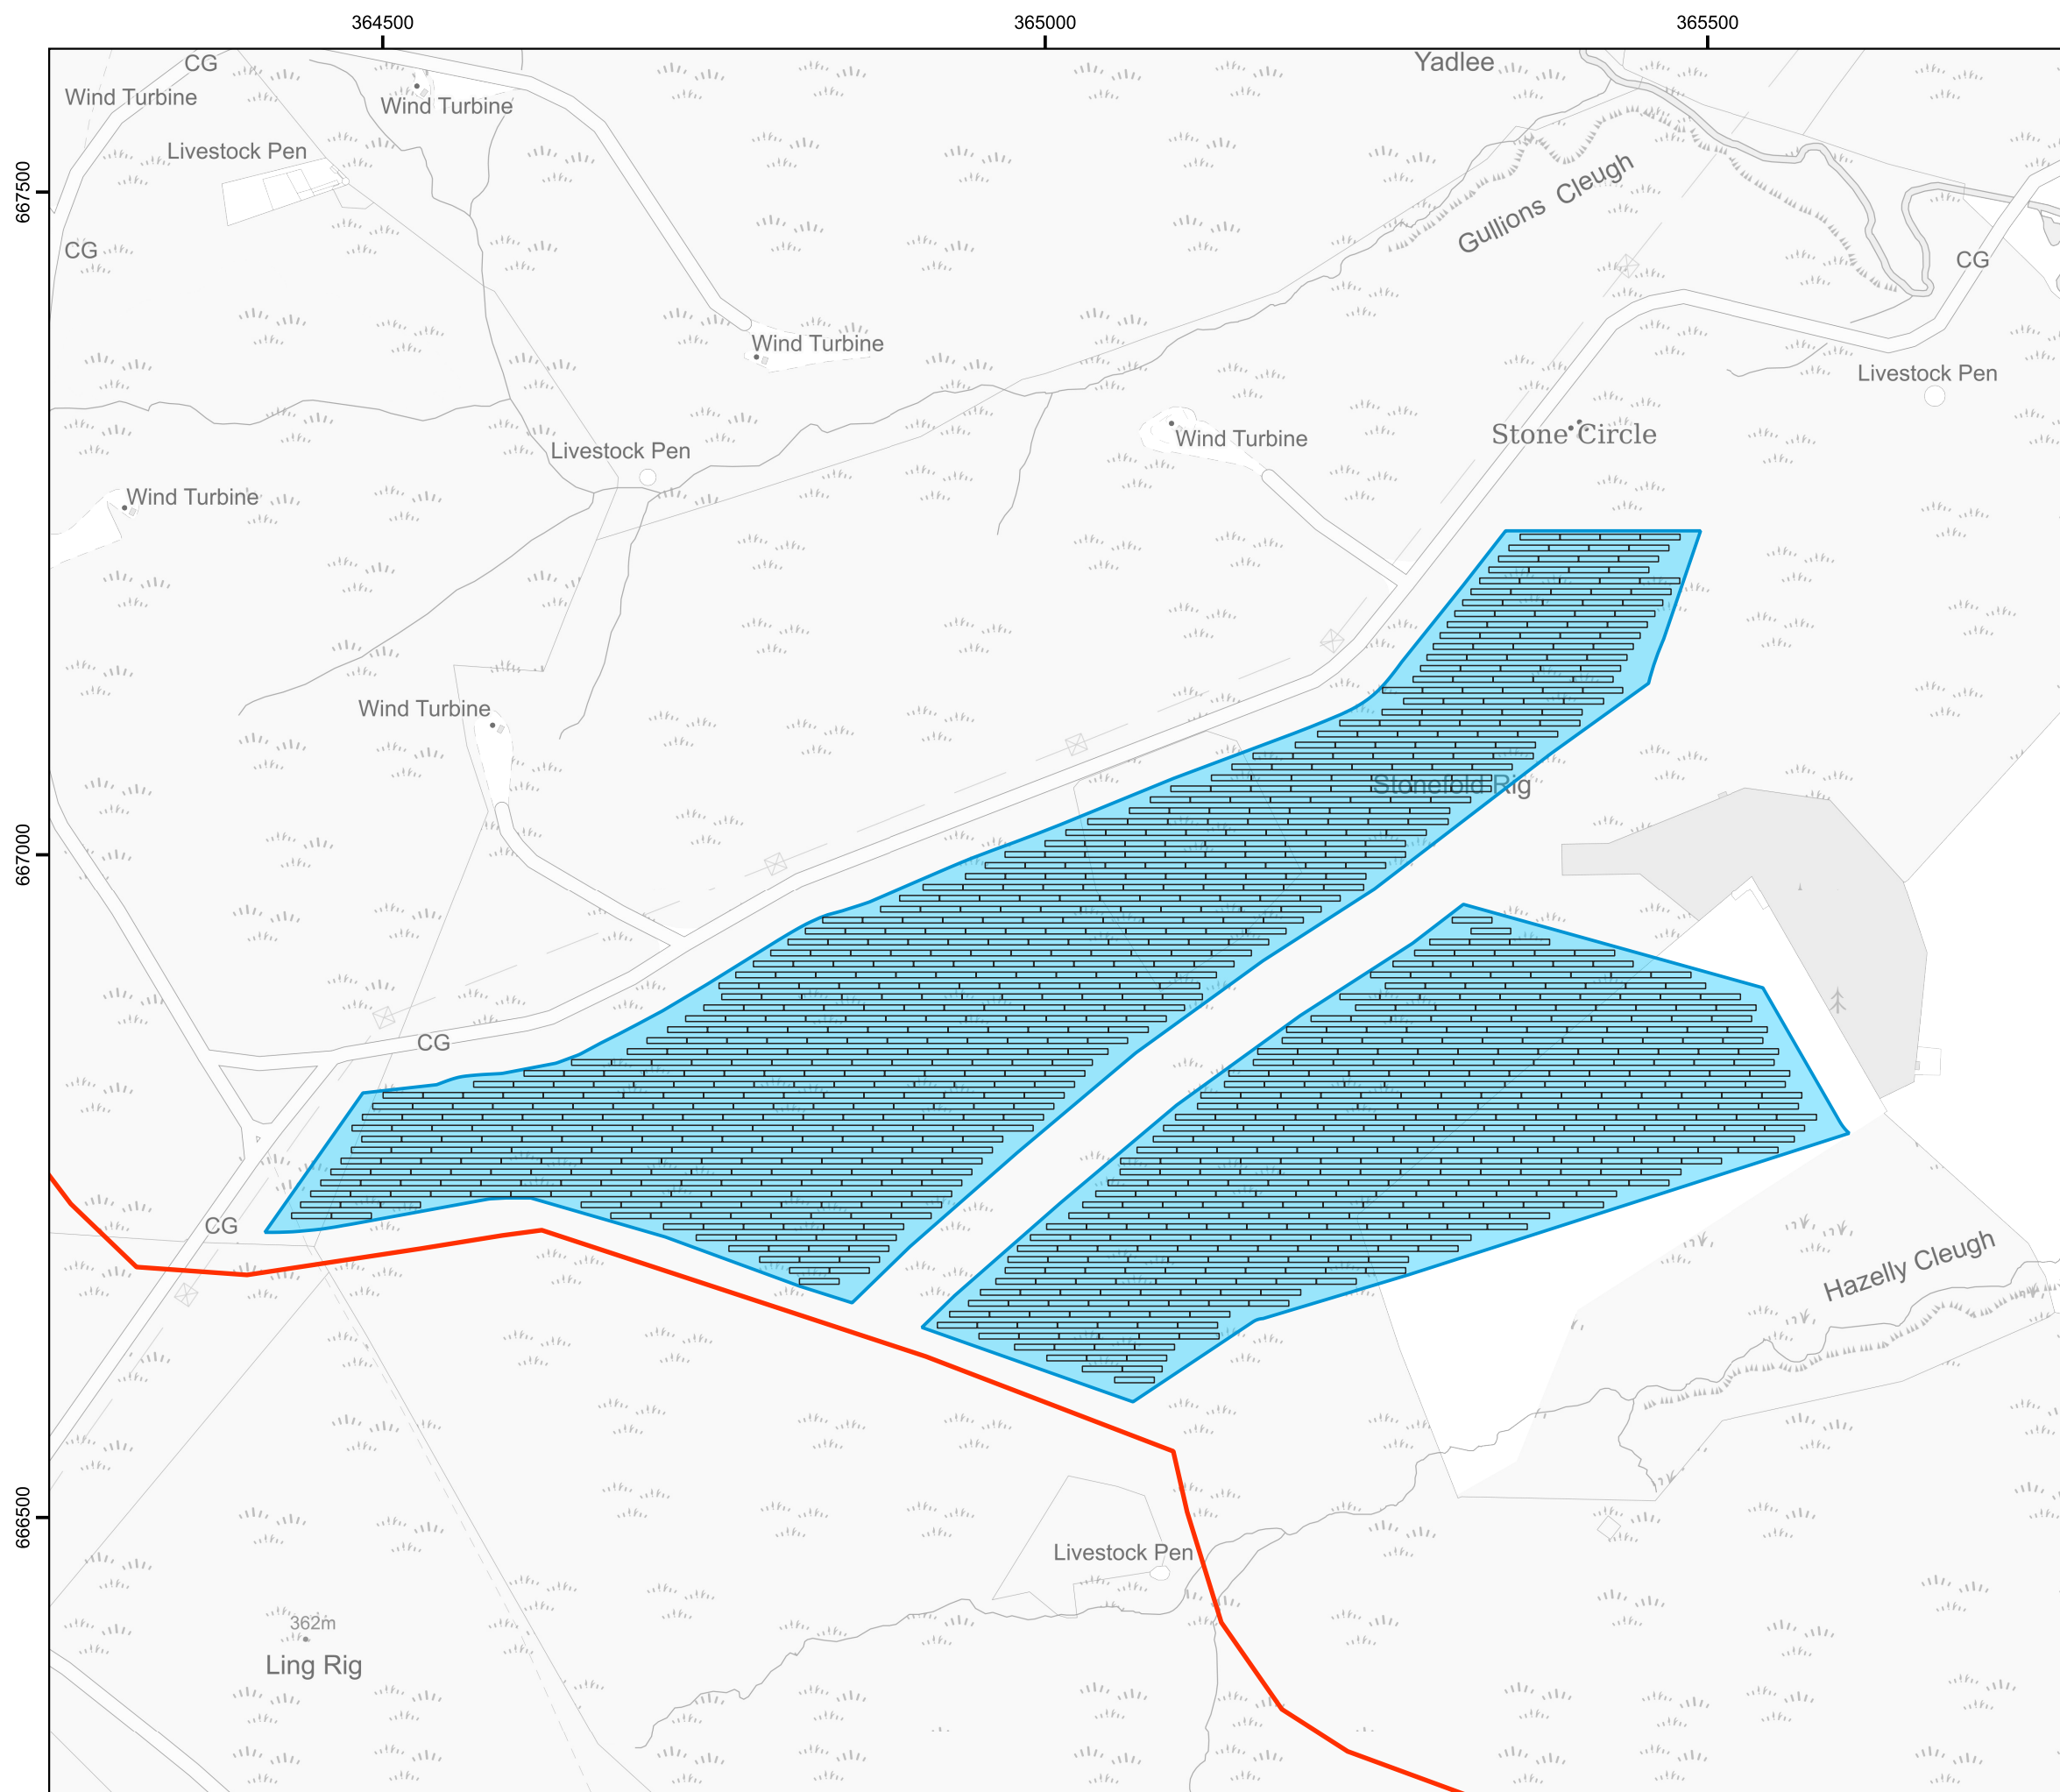 364500
365000
365500
Yadlee
CG
Wind Turbine
Wind Turbine
Livestock Pen
667500
Gullions Cleugh
CG
CG
Wind Turbine
Livestock Pen
Wind Turbine
Stone Circle
Livestock Pen
Wind Turbine
Wind Turbine
Stonefold Rig
667000
CG
CG
Hazelly Cleugh
666500
Livestock Pen
362m
Ling Rig